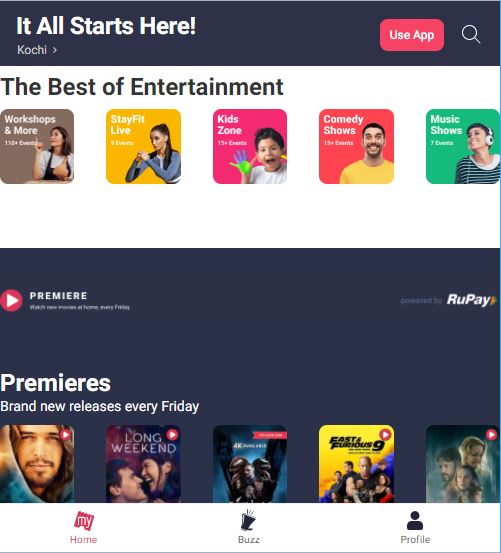 It All Starts Here!
Kochi >
Use App
The Best of Entertainment
Workshops
& More
110+ Events
StayFit
Live
9 Events
Kids
Zone
15+ Events
Comedy
Shows
15+ Events
Music
Shows
7 Events
PREMIERE
Watch new movies at home, every Friday
powered by RuPay
Premieres
Brand new releases every Friday
LONG
WEEKEND
4K AVAILABLE
FAST &
FURIOUS 9
my
Home
Buzz
Profile